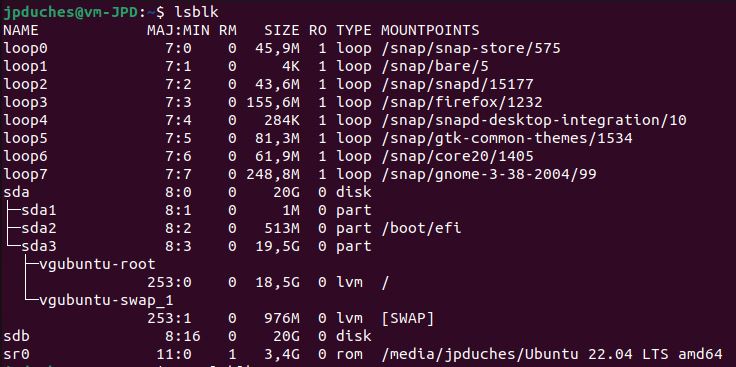 jpduches@vm-JPD:~$ lsblk
NAME MAJ:MIN RM SIZE RO TYPE MOUNTPOINTS
loop0 7:0 0 45,9M 1 loop /snap/snap-store/575
loop1 7:1 0 4K 1 loop /snap/bare/5
loop2 7:2 0 43,6M 1 loop /snap/snapd/15177
loop3 7:3 0 155,6M 1 loop /snap/firefox/1232
loop4 7:4 0 284K 1 loop /snap/snapd-desktop-integration/10
loop5 7:5 0 81,3M 1 loop /snap/gtk-common-themes/1534
loop6 7:6 0 61,9M 1 loop /snap/core20/1405
loop7 7:7 0 248,8M 1 loop /snap/gnome-3-38-2004/99
sda 8:0 0 20G 0 disk
├─sda1 8:1 0 1M 0 part
├─sda2 8:2 0 513M 0 part /boot/efi
└─sda3 8:3 0 19,5G 0 part
├─vgubuntu-root
253:0 0 18,5G 0 lvm /
└─vgubuntu-swap_1
253:1 0 976M 0 lvm [SWAP]
sdb 8:16 0 20G 0 disk
sr0 11:0 1 3,4G 0 rom /media/jpduches/Ubuntu 22.04 LTS amd64